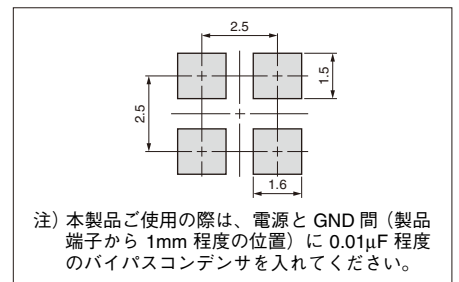 2.5
1.5
2.5
1.6
注) 本製品ご使用の際は、電源と GND 間（製品
端子から 1mm 程度の位置）に 0.01μF 程度
のバイパスコンデンサを入れてください。